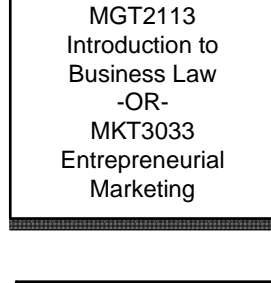 MGT2113
Introduction to
Business Law
-OR-
MKT3033
Entrepreneurial
Marketing